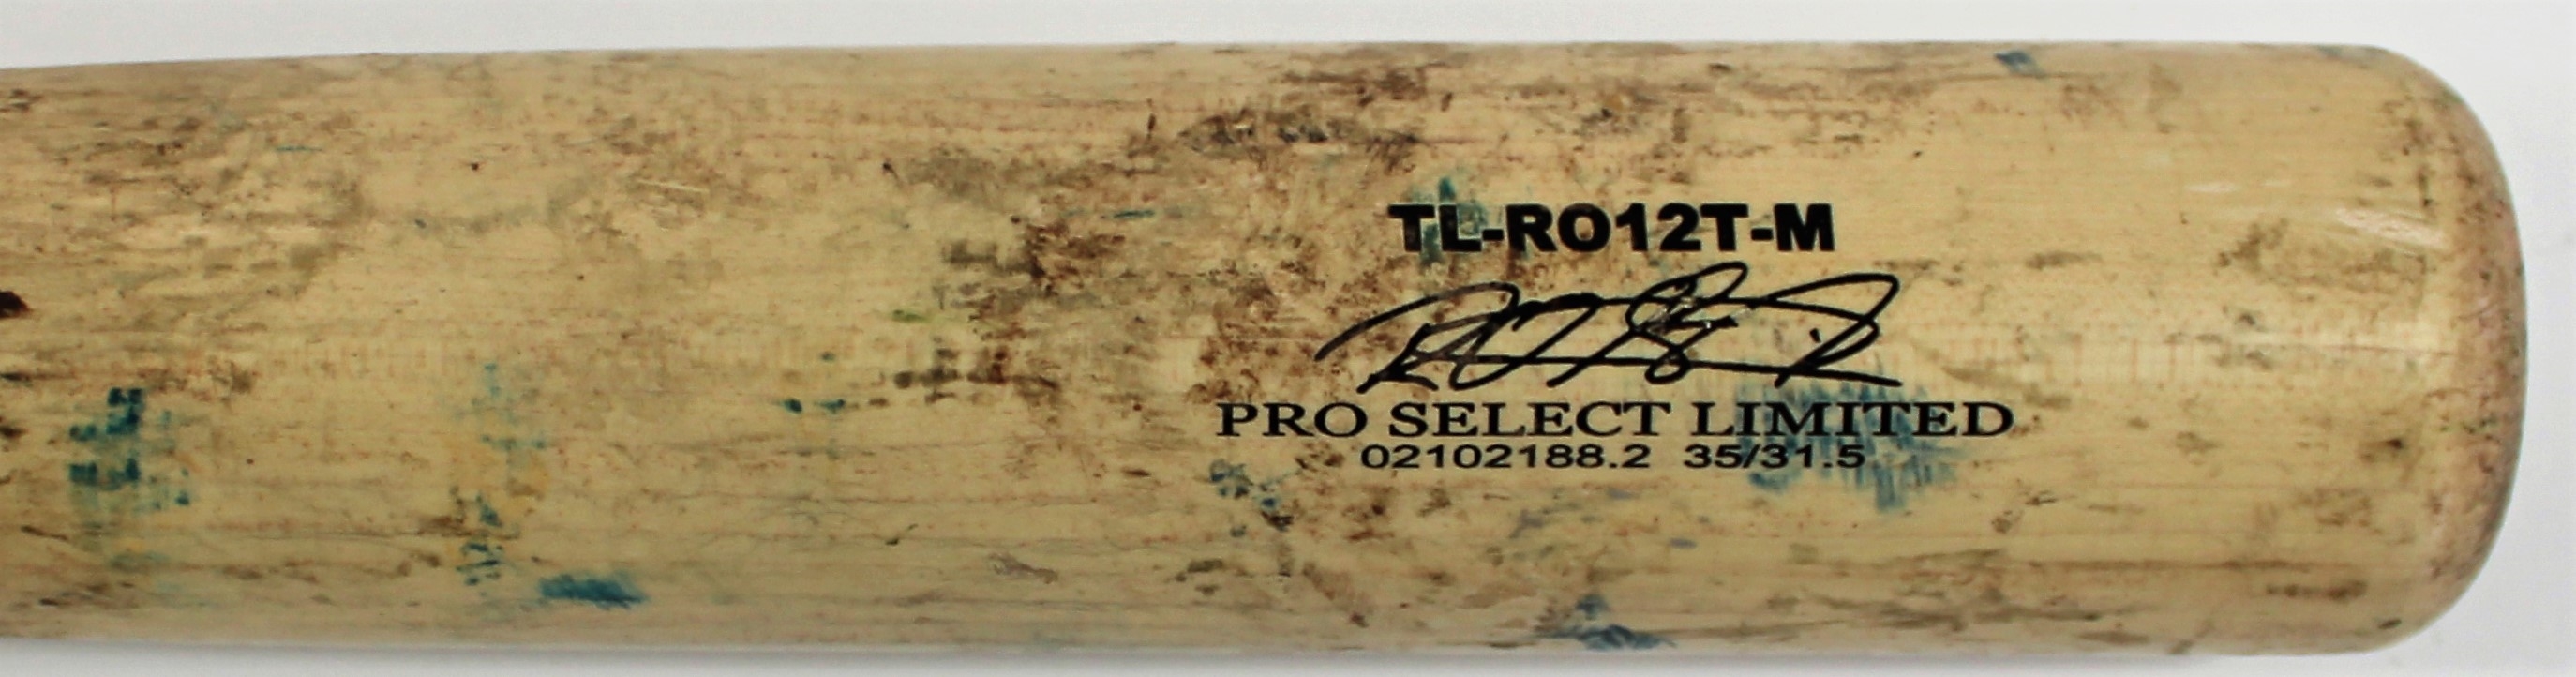 TL-RO12T-M
PRO SELECT LIMITED
02102188.2 35/31.5